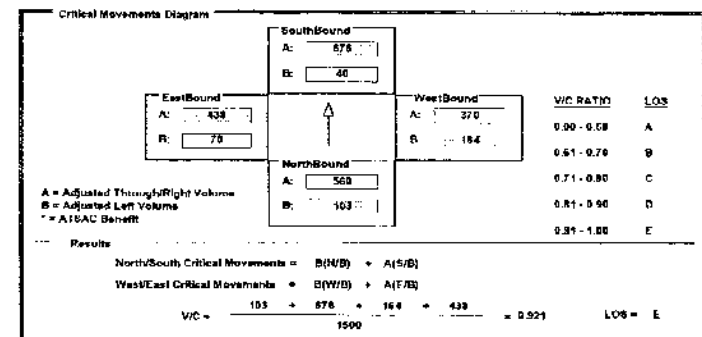 Critical Movements Diagram
SouthBound
A: 676
B: 40
EastBound
A: 438
B: 70
WestBound
A: 370
B: 164
NorthBound
A: 560
B: 103
V/C RATIO LOS
0.00 - 0.60 A
0.61 - 0.70 B
0.71 - 0.80 C
0.81 - 0.90 D
0.91 - 1.00 E
A = Adjusted Through/Right Volume
B = Adjusted Left Volume
* = ATSAC Benefit
Results
North/South Critical Movements = B(N/B) + A(S/B)
West/East Critical Movements = B(W/B) + A(E/B)
V/C = 103 + 676 + 164 + 438 = 0.921 LOS = E
1500